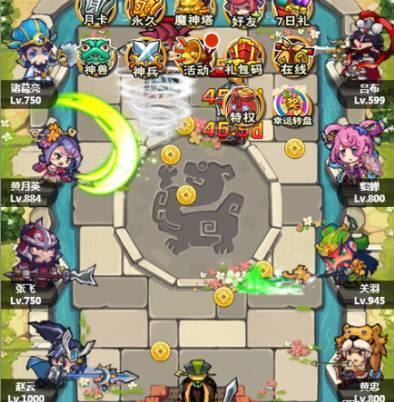 月卡 永久 魔神塔 好友 7日礼
神兽 神兵 活动 礼包码 在线
诸葛亮
Lv.750
吕布
Lv.599
特权 幸运转盘
奖
45.5d
黄月英
Lv.884
貂蝉
Lv.800
张飞
Lv.750
关羽
Lv.945
赵云
Lv.1000
黄忠
Lv.800